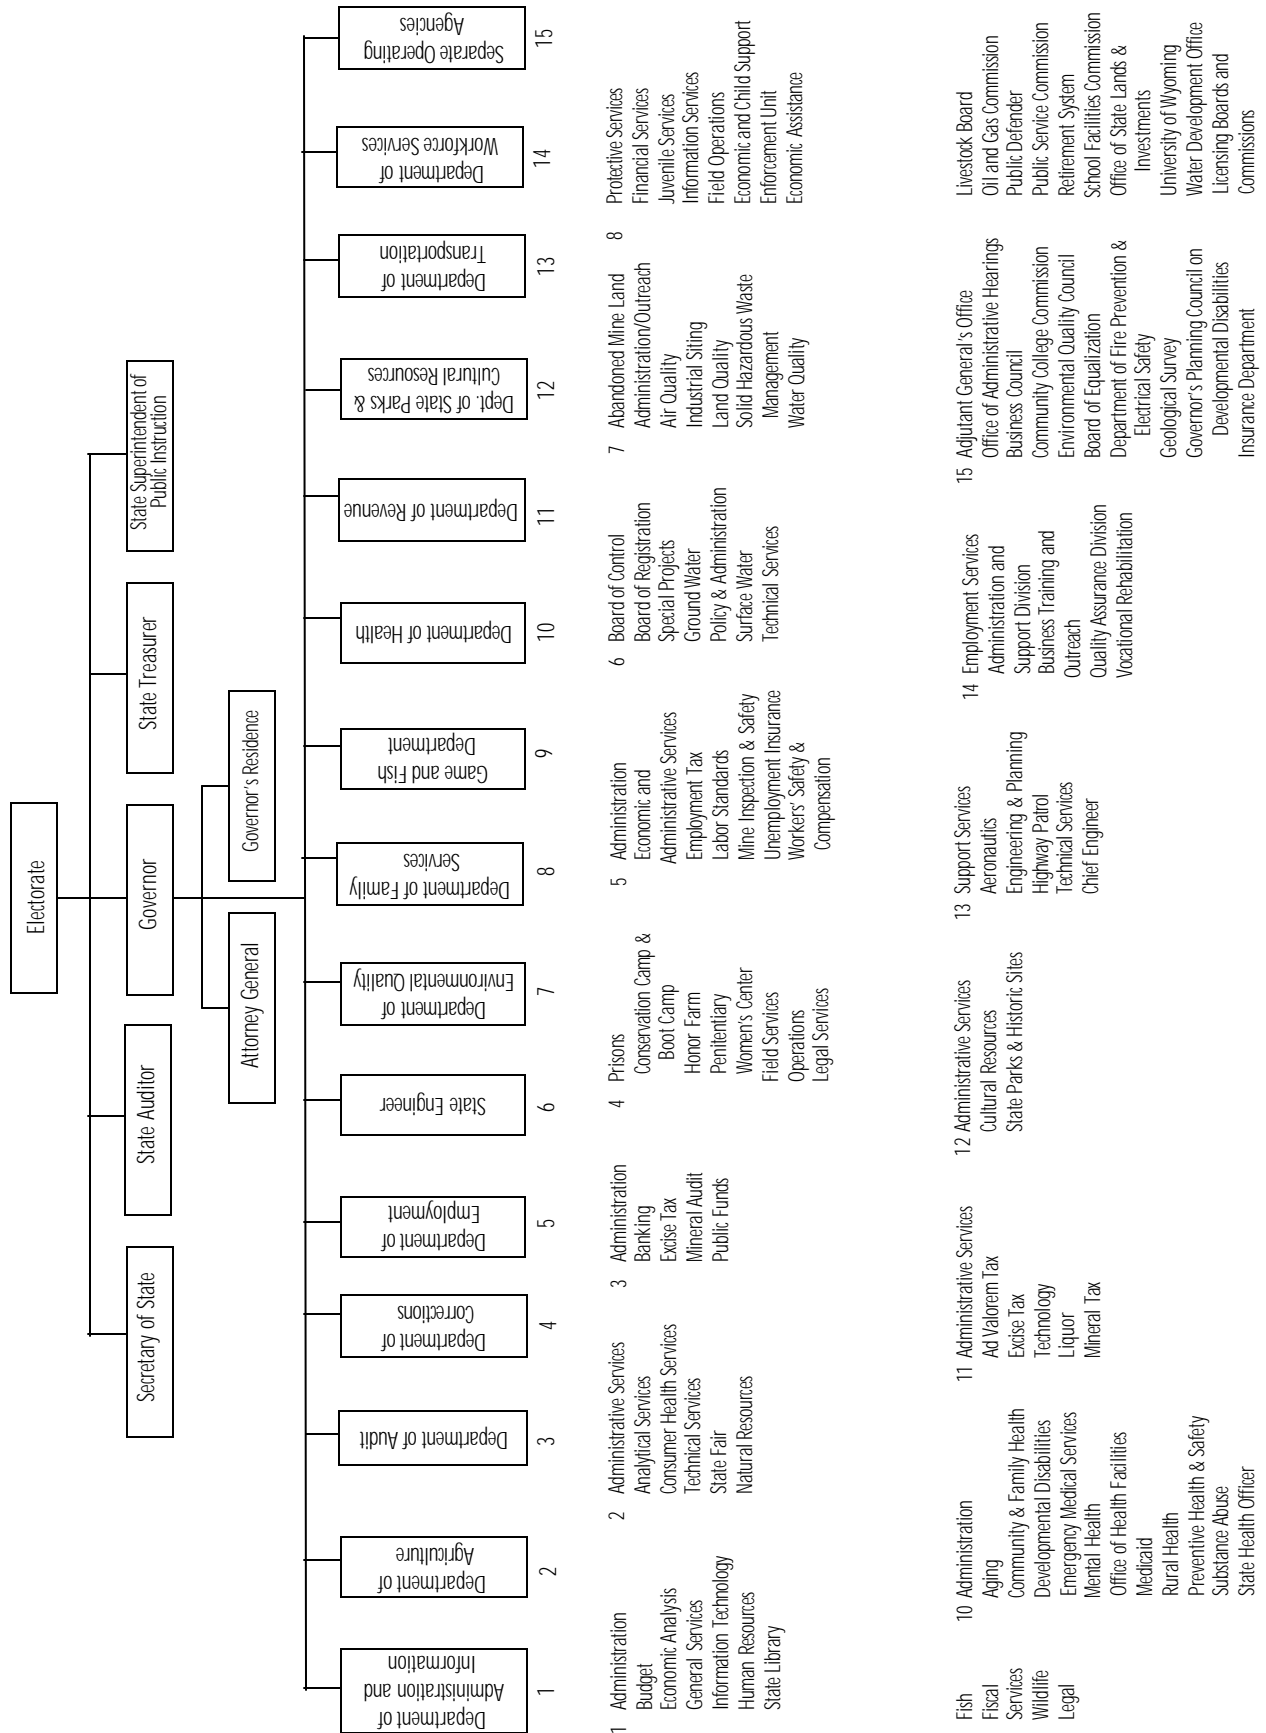 Electorate
Secretary of State
State Auditor
Governor
State Treasurer
State Superintendent of
Public Instruction
Attorney General
Governor's Residence
Department of
Administration and
Information
Department of
Agriculture
Department of Audit
Department of
Corrections
Department of
Employment
State Engineer
Department of
Environmental Quality
Department of Family
Services
Game and Fish
Department
Department of Health
Department of Revenue
Dept. of State Parks &
Cultural Resources
Department of
Transportation
Department of
Workforce Services
Separate Operating
Agencies
1
2
3
4
5
6
7
8
9
10
11
12
13
14
15
1 Administration
Budget
Economic Analysis
General Services
Information Technology
Human Resources
State Library
2 Administrative Services
Analytical Services
Consumer Health Services
Technical Services
State Fair
Natural Resources
3 Administration
Banking
Excise Tax
Mineral Audit
Public Funds
4 Prisons
Conservation Camp &
Boot Camp
Honor Farm
Penitentiary
Women's Center
Field Services
Operations
Legal Services
5 Administration
Economic and
Administrative Services
Employment Tax
Labor Standards
Mine Inspection & Safety
Unemployment Insurance
Workers' Safety &
Compensation
6 Board of Control
Board of Registration
Special Projects
Ground Water
Policy & Administration
Surface Water
Technical Services
7 Abandoned Mine Land
Administration/Outreach
Air Quality
Industrial Siting
Land Quality
Solid Hazardous Waste
Management
Water Quality
8 Protective Services
Financial Services
Juvenile Services
Information Services
Field Operations
Economic and Child Support
Enforcement Unit
Economic Assistance
Fish
Fiscal
Services
Wildlife
Legal
10 Administration
Aging
Community & Family Health
Developmental Disabilities
Emergency Medical Services
Mental Health
Office of Health Facilities
Medicaid
Rural Health
Preventive Health & Safety
Substance Abuse
State Health Officer
11 Administrative Services
Ad Valorem Tax
Excise Tax
Technology
Liquor
Mineral Tax
12 Administrative Services
Cultural Resources
State Parks & Historic Sites
13 Support Services
Aeronautics
Engineering & Planning
Highway Patrol
Technical Services
Chief Engineer
14 Employment Services
Administration and
Support Division
Business Training and
Outreach
Quality Assurance Division
Vocational Rehabilitation
15 Adjutant General's Office
Office of Administrative Hearings
Business Council
Community College Commission
Environmental Quality Council
Board of Equalization
Department of Fire Prevention &
Electrical Safety
Geological Survey
Governor's Planning Council on
Developmental Disabilities
Insurance Department
Livestock Board
Oil and Gas Commission
Public Defender
Public Service Commission
Retirement System
School Facilities Commission
Office of State Lands &
Investments
University of Wyoming
Water Development Office
Licensing Boards and
Commissions